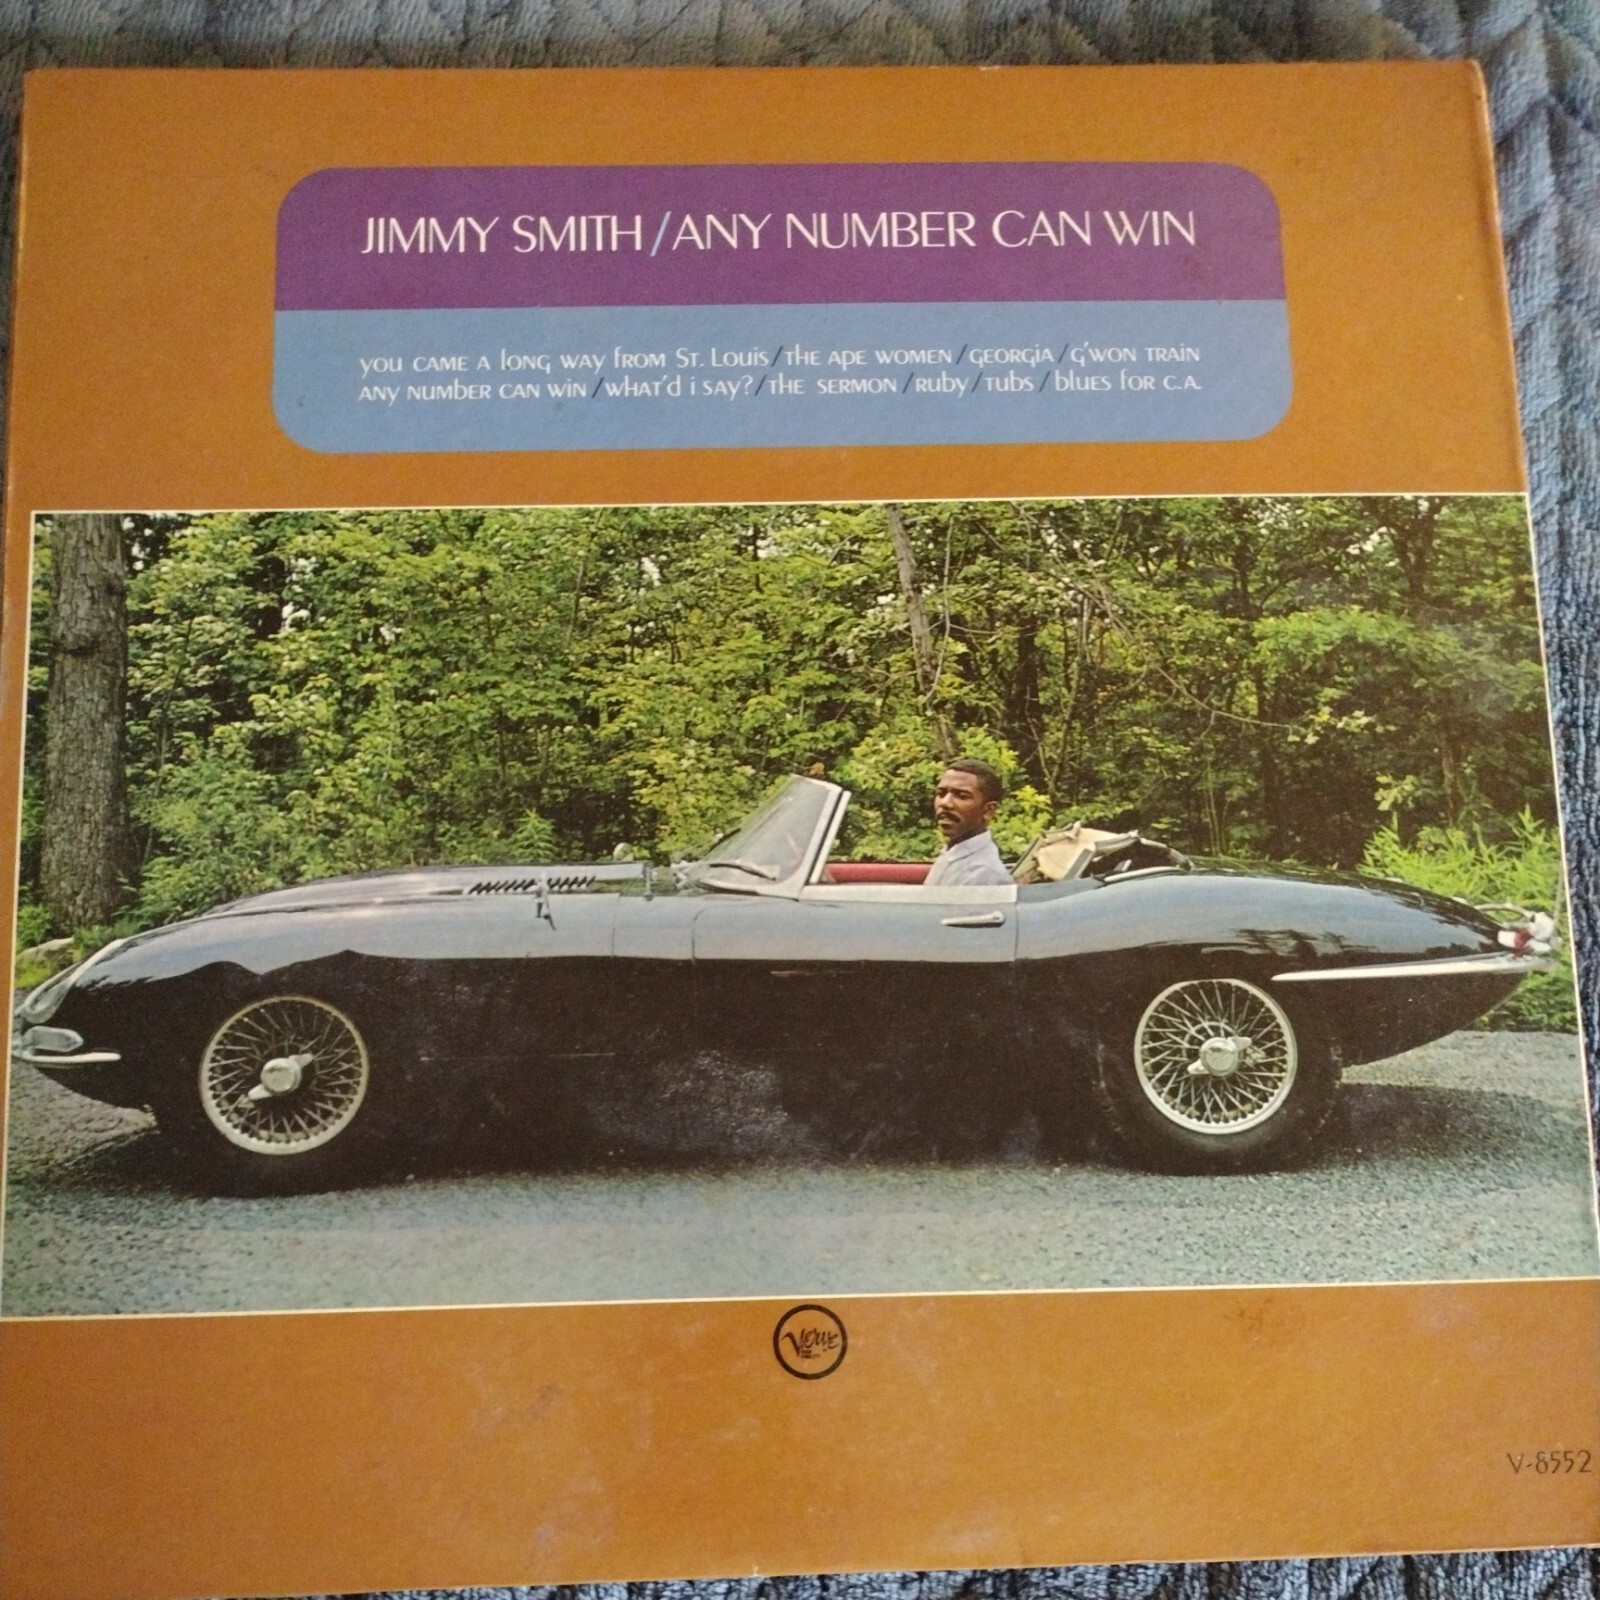 JIMMY SMITH/ANY NUMBER CAN WIN
YOU CAME A LONG WAY FROM ST. LOUIS/THE APE WOMEN/GEORGIA/G'WON TRAIN
ANY NUMBER CAN WIN/WHAT'D I SAY?/THE SERMON/RUBY/TUBS/BLUES FOR C.A.
Verve
V-8552